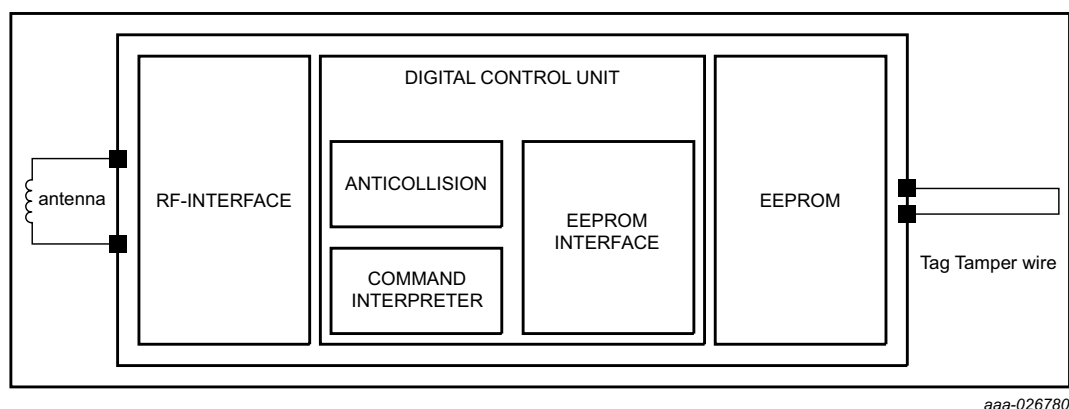 DIGITAL CONTROL UNIT
antenna
RF-INTERFACE
ANTICOLLISION
COMMAND
INTERPRETER
EEPROM
INTERFACE
EEPROM
Tag Tamper wire
aaa-026780